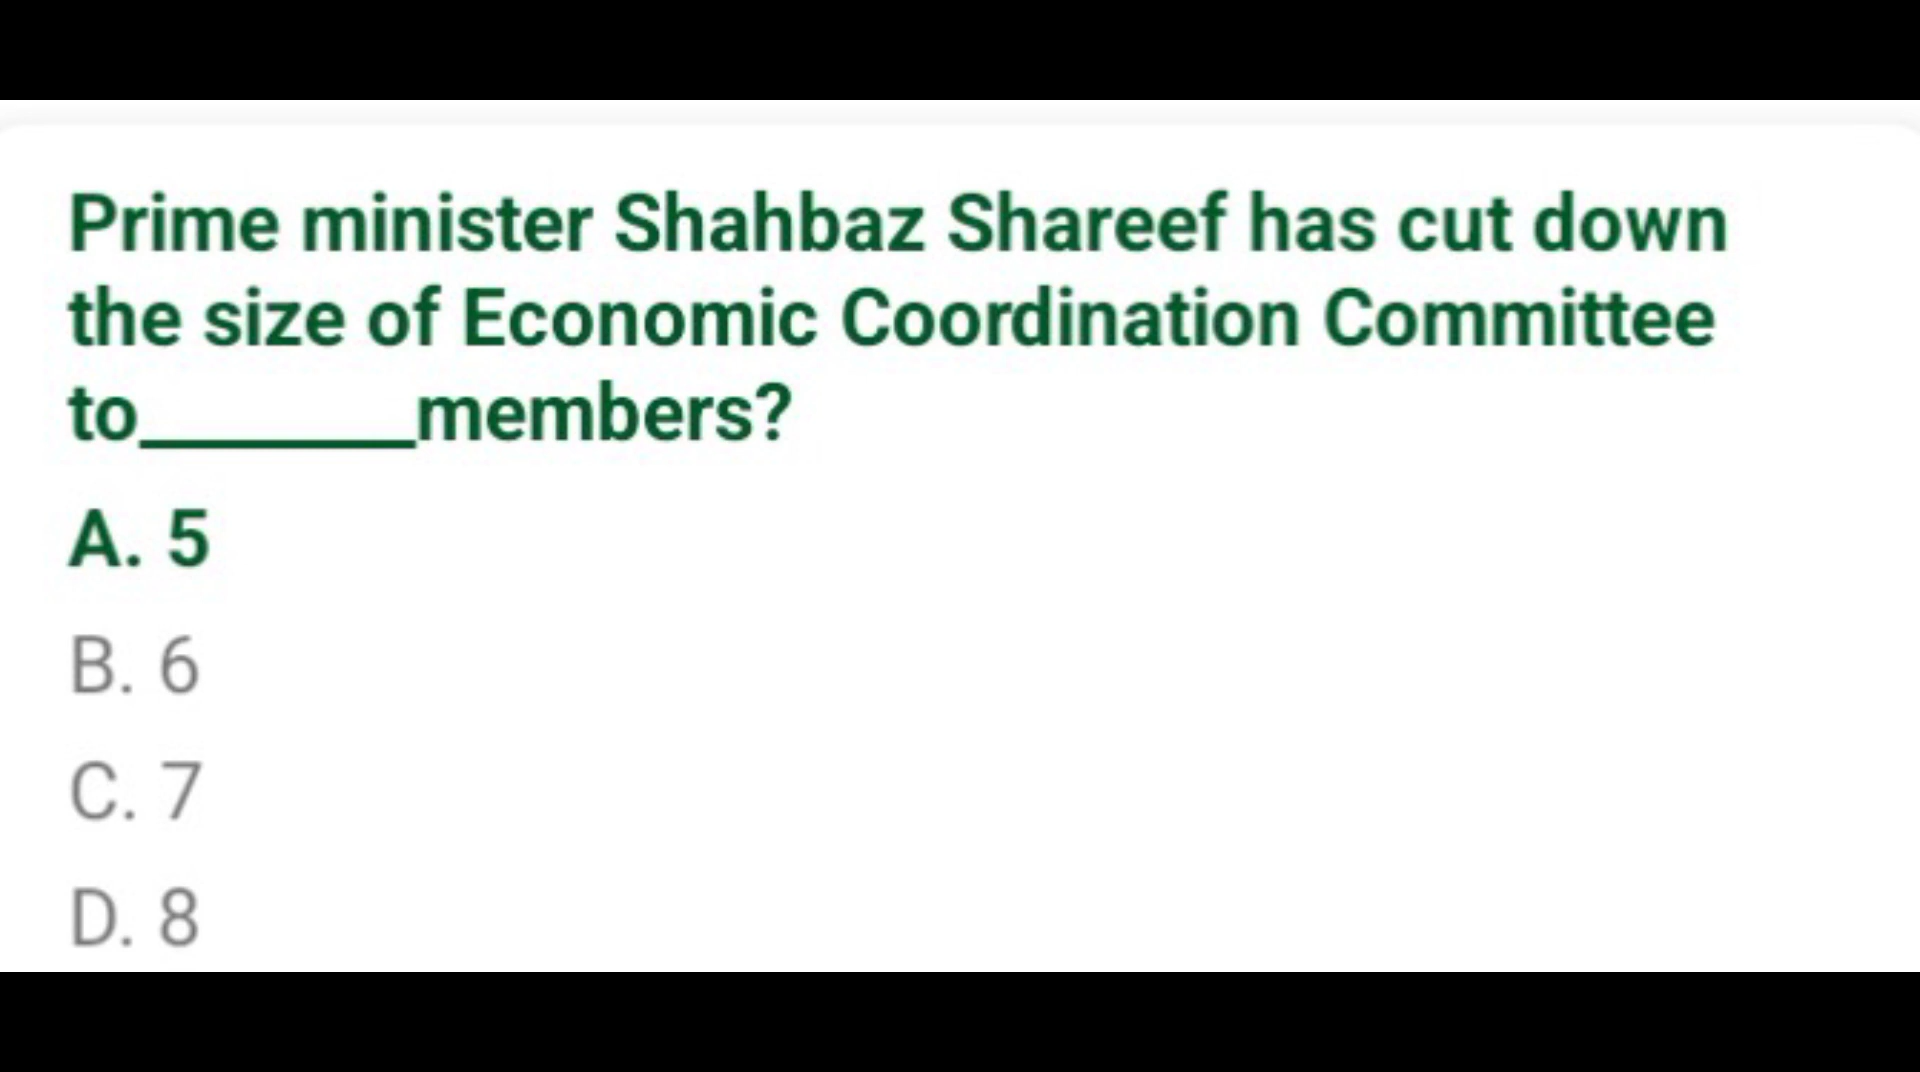 Prime minister Shahbaz Shareef has cut down
the size of Economic Coordination Committee
to_______members?
A. 5
B. 6
C. 7
D. 8